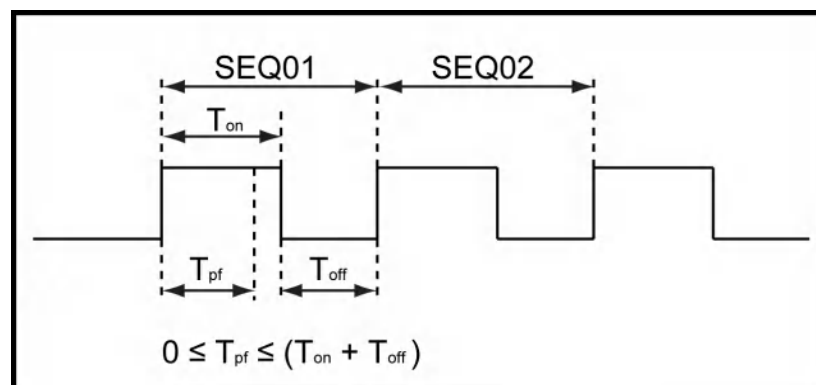 SEQ01 SEQ02
Ton
Tpf Toff
0 ≤ Tpf ≤ (Ton + Toff)